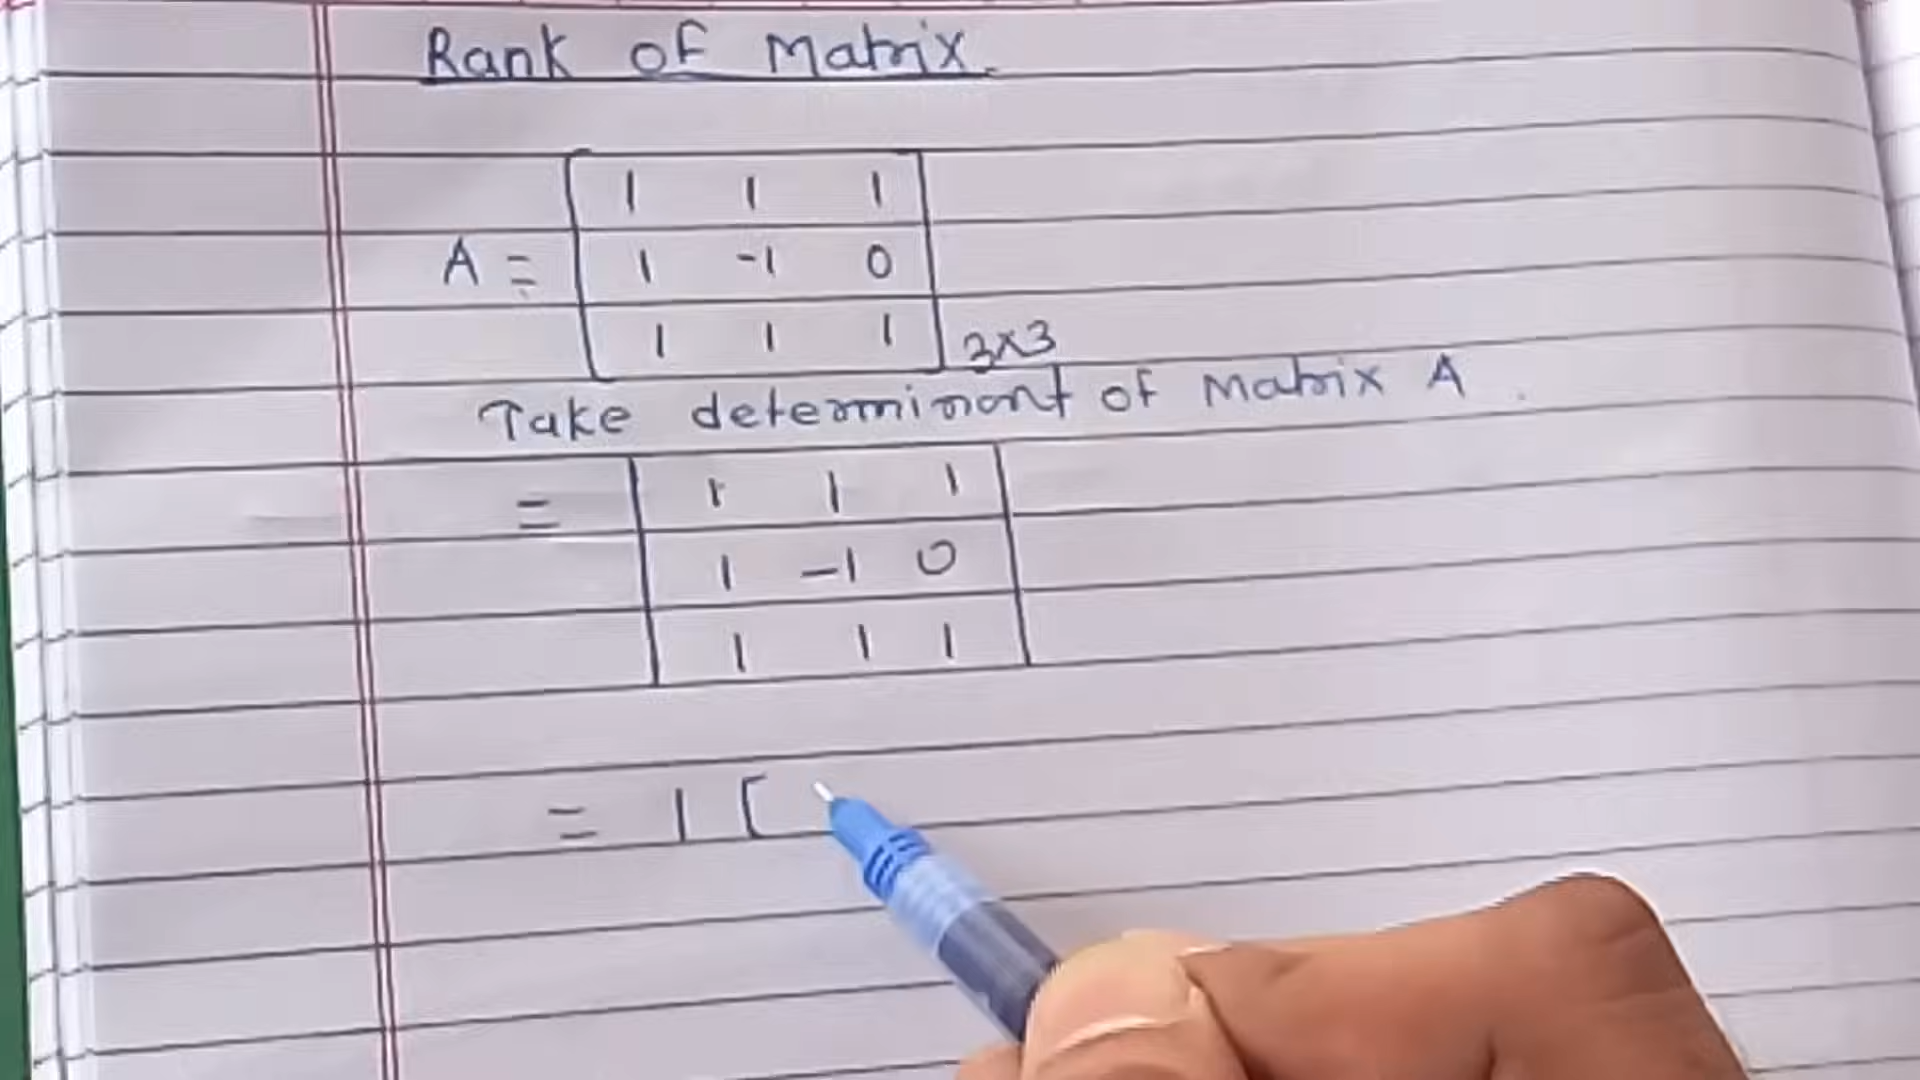 Rank of Matrix.
A = [ 1 1 1
1 -1 0
1 1 1 ] 3x3
Take determinant of Matrix A.
= | 1 1 1 |
| 1 -1 0 |
| 1 1 1 |
= 1 [